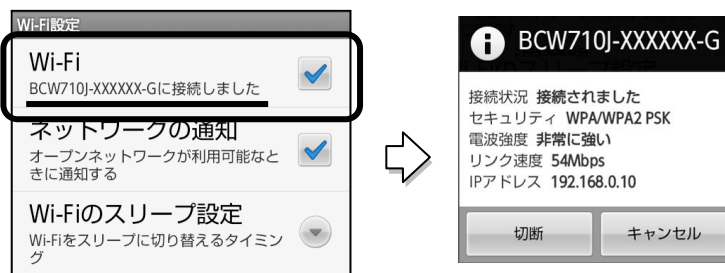 Wi-Fi設定
Wi-Fi
BCW710J-XXXXXX-Gに接続しました
ネットワークの通知
オープンネットワークが利用可能なと
きに通知する
Wi-Fiのスリープ設定
Wi-Fiをスリープに切り替えるタイミン
グ
BCW710J-XXXXXX-G
接続状況 接続されました
セキュリティ WPA/WPA2 PSK
電波強度 非常に強い
リンク速度 54Mbps
IPアドレス 192.168.0.10
切断
キャンセル